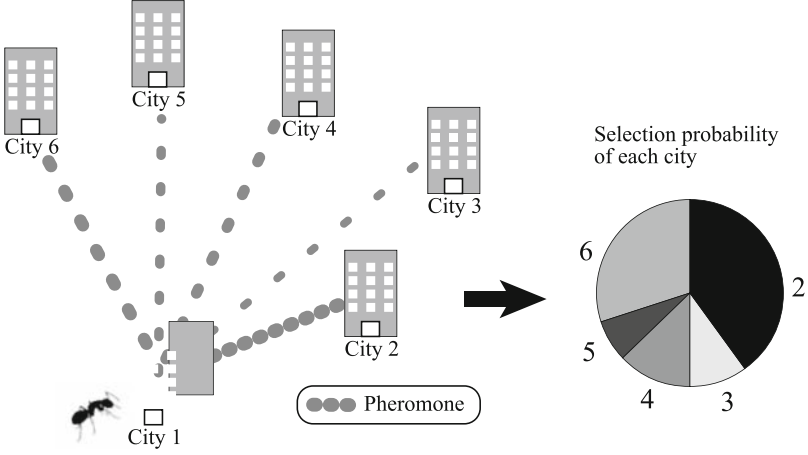 City 5
City 6
City 4
City 3
City 2
City 1
Pheromone
Selection probability
of each city
6
2
5
4
3